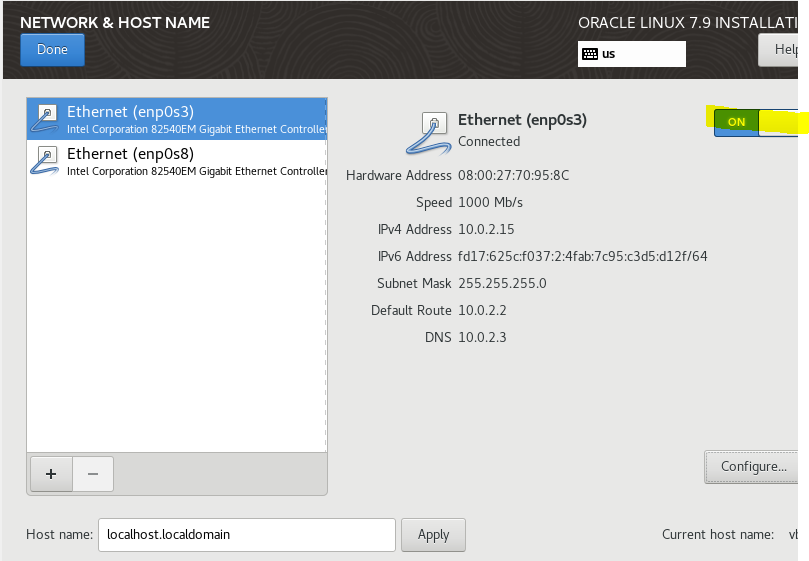 NETWORK & HOST NAME
ORACLE LINUX 7.9 INSTALLATI
Done
us
Help
Ethernet (enp0s3)
Intel Corporation 82540EM Gigabit Ethernet Controller
Ethernet (enp0s8)
Intel Corporation 82540EM Gigabit Ethernet Controller
Ethernet (enp0s3)
Connected
ON
Hardware Address 08:00:27:70:95:8C
Speed 1000 Mb/s
IPv4 Address 10.0.2.15
IPv6 Address fd17:625c:f037:2:4fab:7c95:c3d5:d12f/64
Subnet Mask 255.255.255.0
Default Route 10.0.2.2
DNS 10.0.2.3
+ −
Configure...
Host name: localhost.localdomain Apply Current host name: